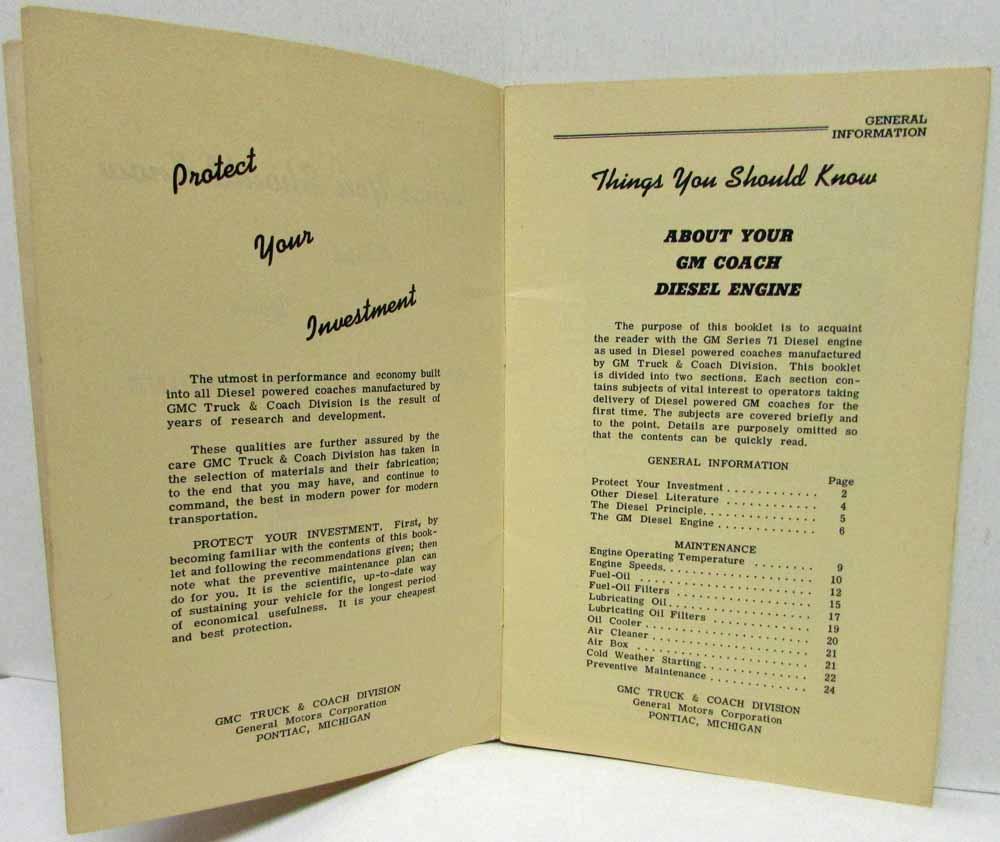 Protect
Your
Investment
The utmost in performance and economy built
into all Diesel powered coaches manufactured by
GMC Truck & Coach Division is the result of
years of research and development.
These qualities are further assured by the
care GMC Truck & Coach Division has taken in
the selection of materials and their fabrication;
to the end that you may have, and continue to
command, the best in modern power for modern
transportation.
PROTECT YOUR INVESTMENT. First, by
becoming familiar with the contents of this book-
let and following the recommendations given; then
note what the preventive maintenance plan can
do for you. It is the scientific, up-to-date way
of sustaining your vehicle for the longest period
of economical usefulness. It is your cheapest
and best protection.
GMC TRUCK & COACH DIVISION
General Motors Corporation
PONTIAC, MICHIGAN
GENERAL
INFORMATION
Things You Should Know
ABOUT YOUR
GM COACH
DIESEL ENGINE
The purpose of this booklet is to acquaint
the reader with the GM Series 71 Diesel engine
as used in Diesel powered coaches manufactured
by GM Truck & Coach Division. This booklet
is divided into two sections. Each section con-
tains subjects of vital interest to operators taking
delivery of Diesel powered GM coaches for the
first time. The subjects are covered briefly and
to the point. Details are purposely omitted so
that the contents can be quickly read.
GENERAL INFORMATION
Page
Protect Your Investment . . . . . . . . . . . . 2
Other Diesel Literature . . . . . . . . . . . . 4
The Diesel Principle. . . . . . . . . . . . . . 5
The GM Diesel Engine . . . . . . . . . . . . . 6
MAINTENANCE
Engine Operating Temperature . . . . . . . . 9
Engine Speeds. . . . . . . . . . . . . . . . . . . . 10
Fuel-Oil . . . . . . . . . . . . . . . . . . . . . . . 12
Fuel-Oil Filters . . . . . . . . . . . . . . . . . . 15
Lubricating Oil. . . . . . . . . . . . . . . . . . . 17
Lubricating Oil Filters . . . . . . . . . . . . . 19
Oil Cooler . . . . . . . . . . . . . . . . . . . . . . 20
Air Cleaner . . . . . . . . . . . . . . . . . . . . . 21
Air Box . . . . . . . . . . . . . . . . . . . . . . . . 21
Cold Weather Starting. . . . . . . . . . . . . . 22
Preventive Maintenance . . . . . . . . . . . . . 24
GMC TRUCK & COACH DIVISION
General Motors Corporation
PONTIAC, MICHIGAN